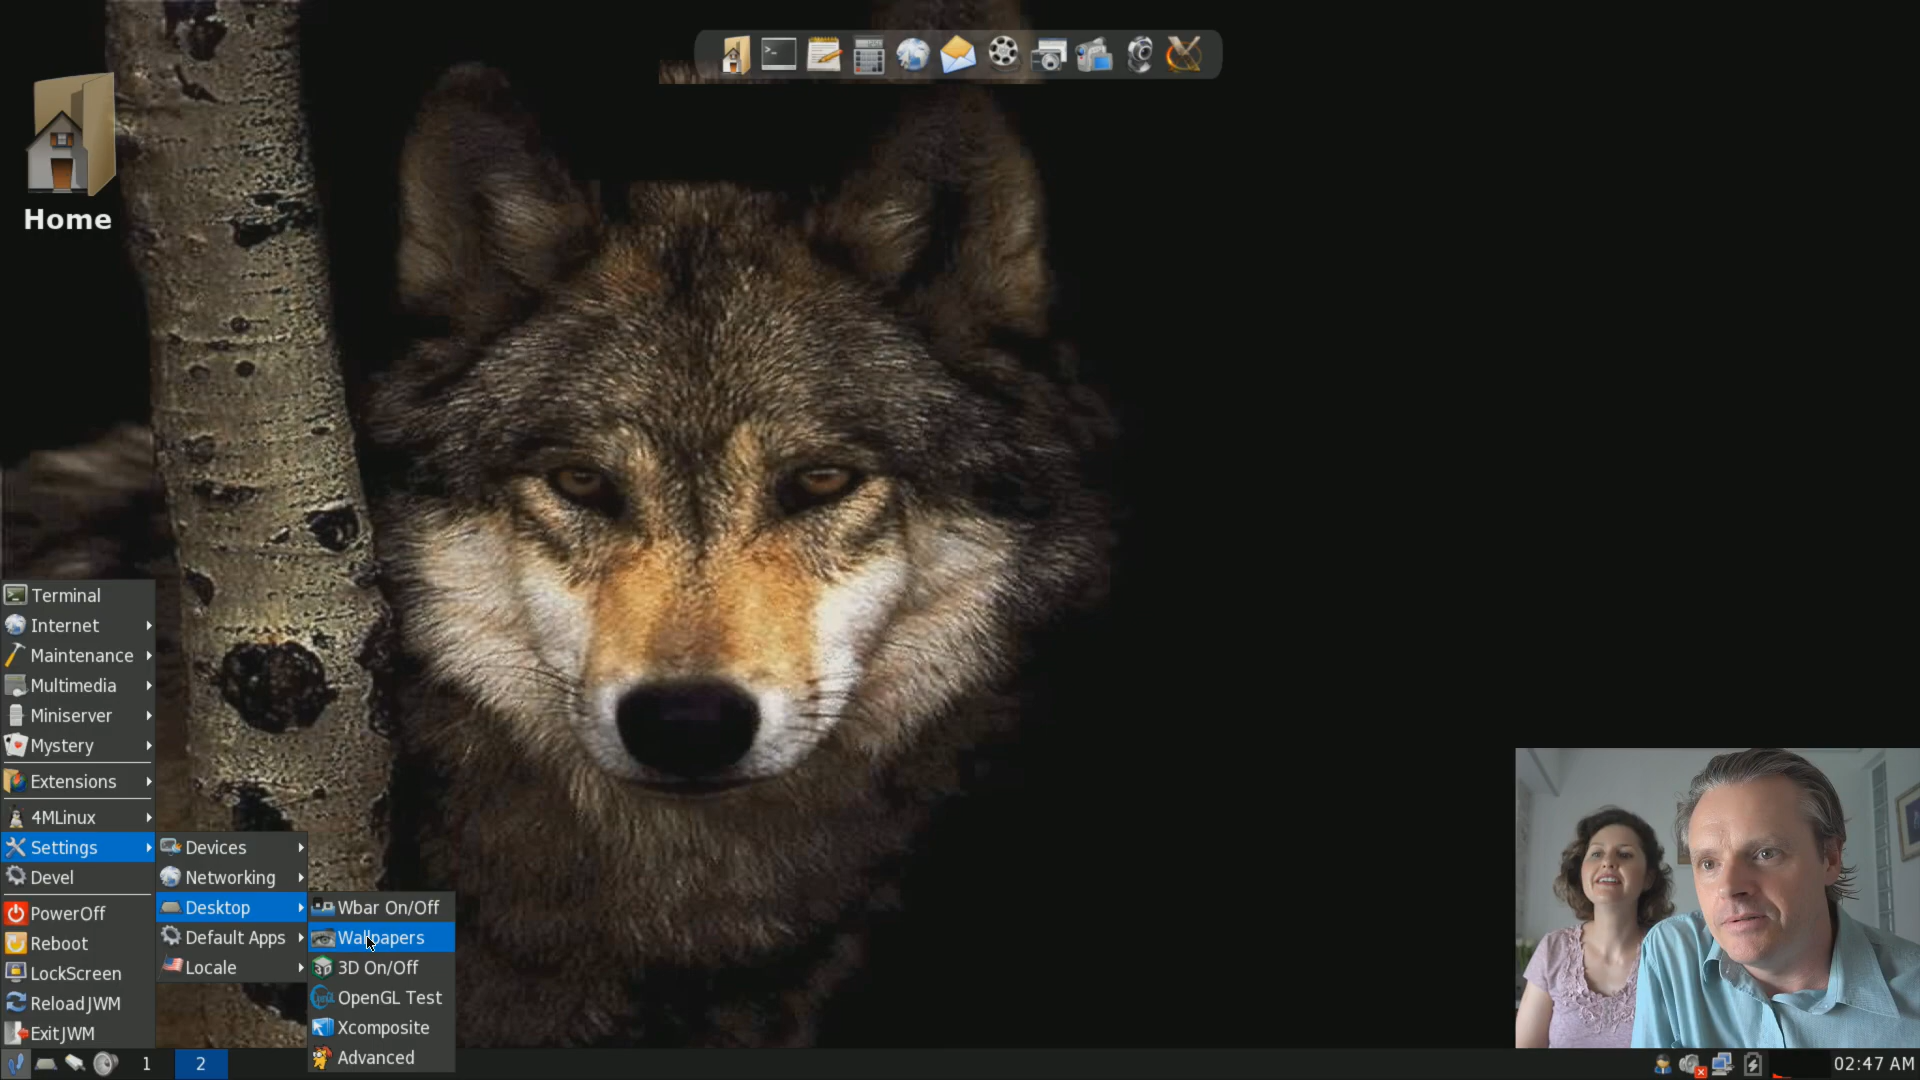 Home
Terminal
Internet
Maintenance
Multimedia
Miniserver
Mystery
Extensions
4MLinux
Settings
Devel
PowerOff
Reboot
LockScreen
ReloadJWM
ExitJWM
Devices
Networking
Desktop
Default Apps
Locale
Wbar On/Off
Wallpapers
3D On/Off
OpenGL Test
Xcomposite
Advanced
1
2
02:47 AM